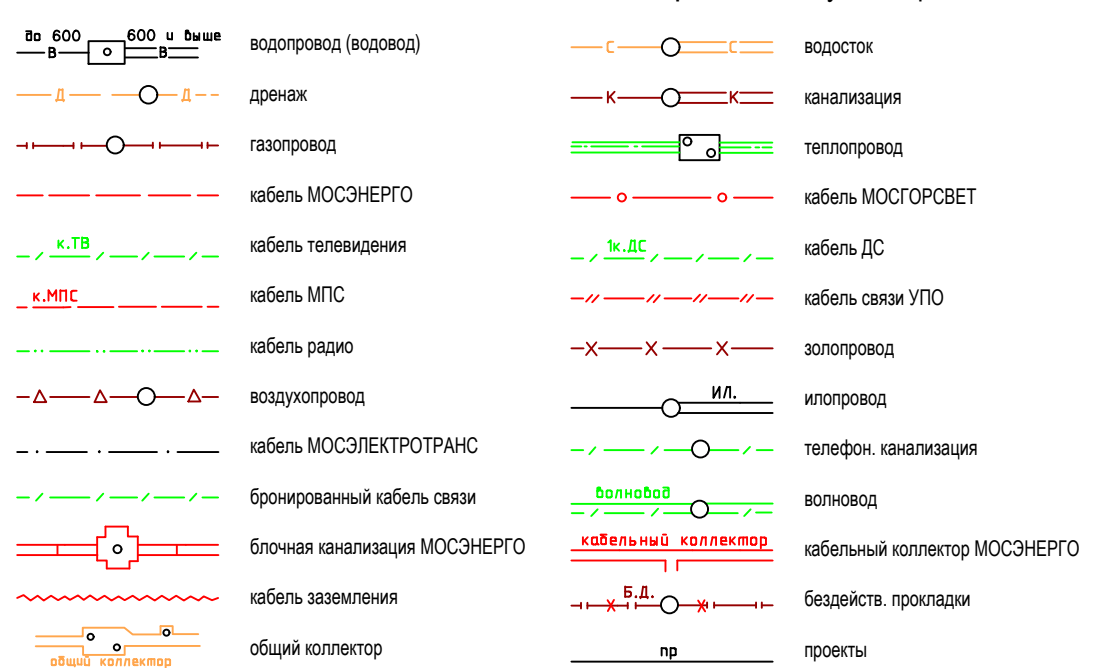 до 600 600 и выше
В В
водопровод (водовод)
С С
водосток
Д Д
дренаж
К К
канализация
газопровод
теплопровод
кабель МОСЭНЕРГО
кабель МОСГОРСВЕТ
к.ТВ
кабель телевидения
1к.ДС
кабель ДС
к.МПС
кабель МПС
кабель связи УПО
кабель радио
золопровод
воздухопровод
ИЛ.
илопровод
кабель МОСЭЛЕКТРОТРАНС
телефон. канализация
бронированный кабель связи
волновод
волновод
блочная канализация МОСЭНЕРГО
кабельный коллектор
кабельный коллектор МОСЭНЕРГО
кабель заземления
Б.Д.
бездейств. прокладки
общий коллектор
общий коллектор
пр
проекты